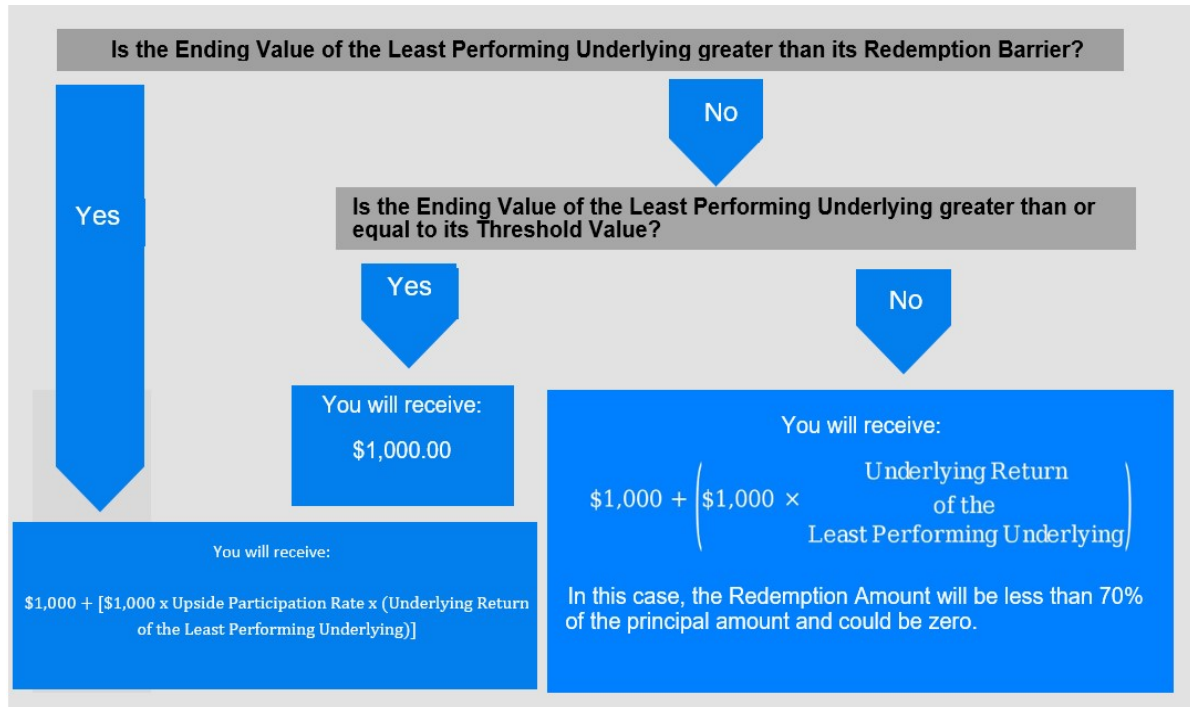 Is the Ending Value of the Least Performing Underlying greater than its Redemption Barrier?
No
Yes
Is the Ending Value of the Least Performing Underlying greater than or
equal to its Threshold Value?
Yes
No
You will receive:
$1,000.00
You will receive:
$1,000 + ($1,000 × Underlying Return
of the
Least Performing Underlying)
In this case, the Redemption Amount will be less than 70%
of the principal amount and could be zero.
You will receive:
$1,000 + [$1,000 x Upside Participation Rate x (Underlying Return
of the Least Performing Underlying)]